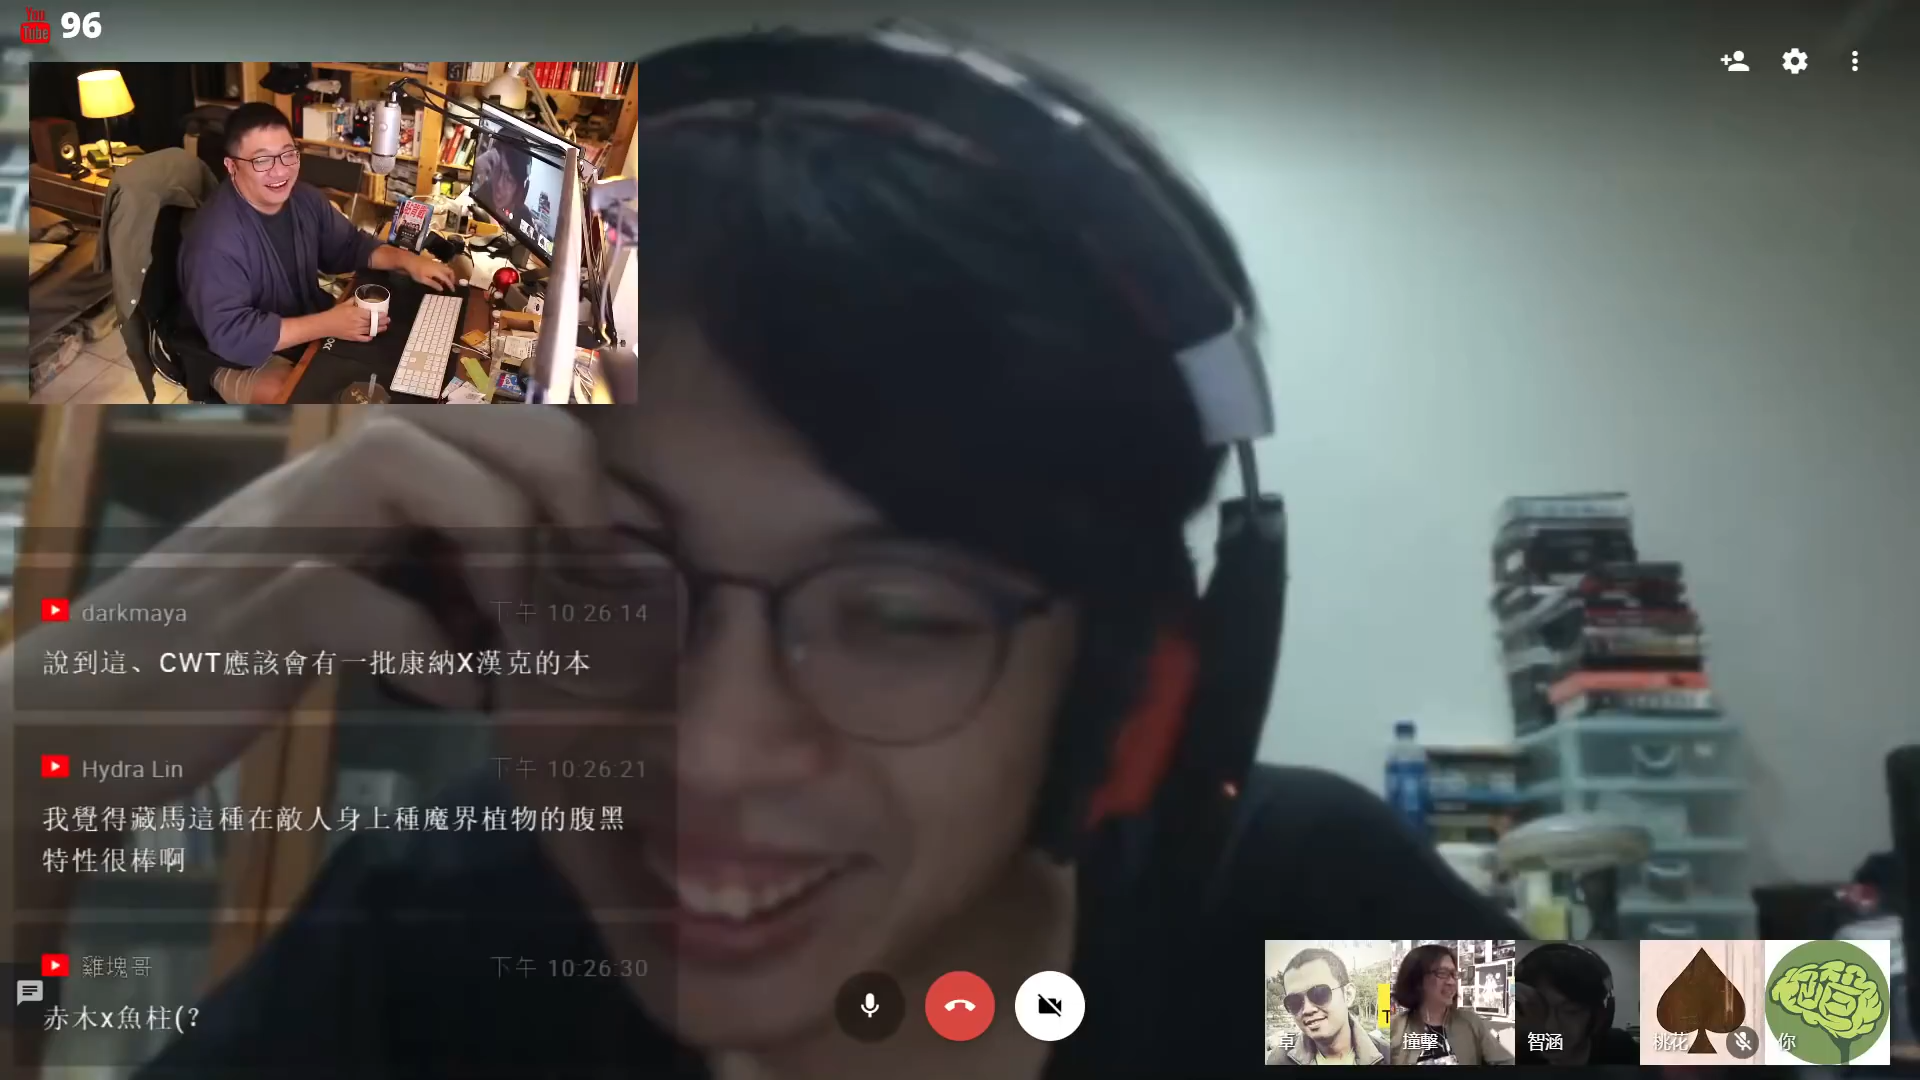 You
Tube
96
darkmaya
下午 10:26:14
說到這、CWT應該會有一批康納X漢克的本
Hydra Lin
下午 10:26:21
我覺得藏馬這種在敵人身上種魔界植物的腹黑
特性很棒啊
雞塊哥
下午 10:26:30
赤木x魚柱(?
卓
撞擊
智涵
桃花
你